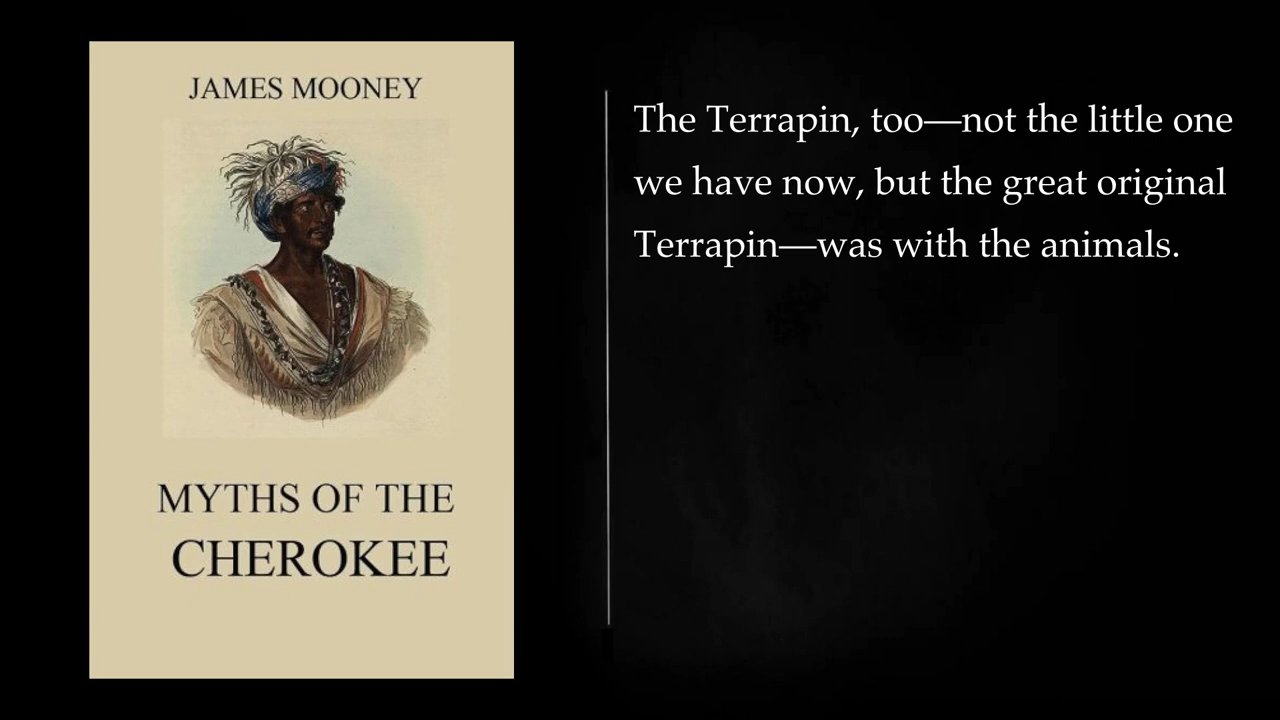 JAMES MOONEY
MYTHS OF THE
CHEROKEE
The Terrapin, too—not the little one
we have now, but the great original
Terrapin—was with the animals.